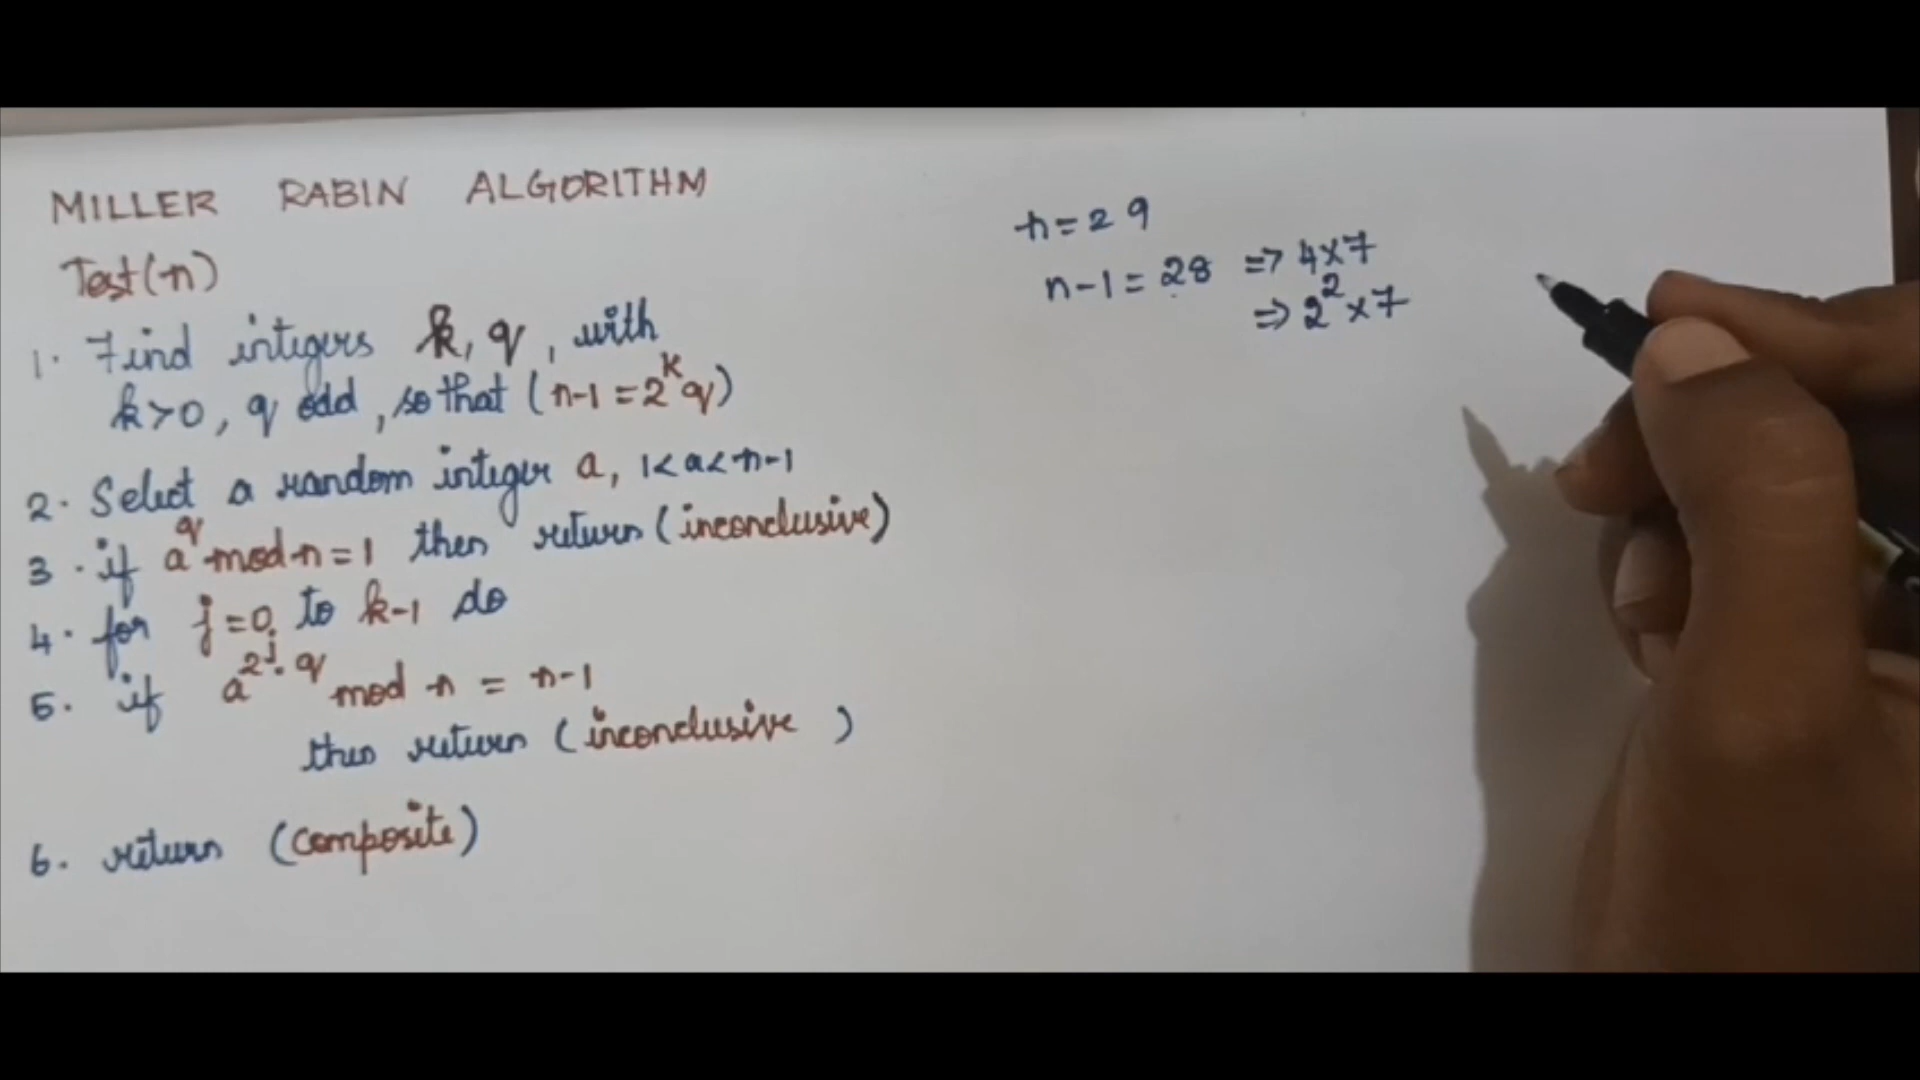 MILLER RABIN ALGORITHM
Test(n)
1. Find integers k, q, with
k>0, q odd, so that (n-1 = 2^k q)
2. Select a random integer a, 1<a<n-1
3. if a^q mod n = 1 then return (inconclusive)
4. for j=0 to k-1 do
5. if a^2^j.q mod n = n-1
then return (inconclusive)
6. return (composite)
n = 29
n-1 = 28 => 4x7
=> 2^2 x 7